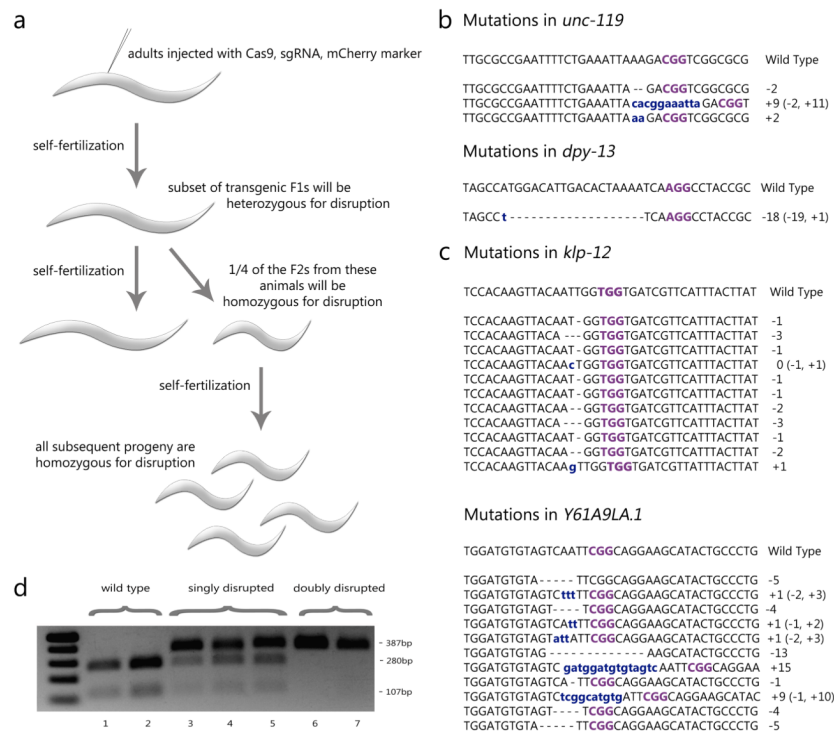 a
adults injected with Cas9, sgRNA, mCherry marker
self-fertilization
subset of transgenic F1s will be
heterozygous for disruption
self-fertilization
1/4 of the F2s from these
animals will be
homozygous for disruption
self-fertilization
all subsequent progeny are
homozygous for disruption
b Mutations in unc-119
TTGCGCCGAATTTTCTGAAATTAAAGACGGTCGGCGCG Wild Type
TTGCGCCGAATTTTCTGAAATTA--GACGGTCGGCGCG -2
TTGCGCCGAATTTTCTGAAATTAcacggaaattaGACGGT +9 (-2, +11)
TTGCGCCGAATTTTCTGAAATTAaaGACGGTCGGCGCG +2
Mutations in dpy-13
TAGCCATGGACATTGACACTAAAATCAAGGCCTACCGC Wild Type
TAGCCt-------------------TCAAGGCCTACCGC -18 (-19, +1)
c Mutations in klp-12
TCCACAAGTTACAATTGGTGGTGATCGTTCATTTACTTAT Wild Type
TCCACAAGTTACAAT-GGTGGTGATCGTTCATTTACTTAT -1
TCCACAAGTTACA---GGTGGTGATCGTTCATTTACTTAT -3
TCCACAAGTTACAAT-GGTGGTGATCGTTCATTTACTTAT -1
TCCACAAGTTACAAcTGGTGGTGATCGTTCATTTACTTAT 0 (-1, +1)
TCCACAAGTTACAAT-GGTGGTGATCGTTCATTTACTTAT -1
TCCACAAGTTACAAT-GGTGGTGATCGTTCATTTACTTAT -1
TCCACAAGTTACAA--GGTGGTGATCGTTCATTTACTTAT -2
TCCACAAGTTACA---GGTGGTGATCGTTCATTTACTTAT -3
TCCACAAGTTACAAT-GGTGGTGATCGTTCATTTACTTAT -1
TCCACAAGTTACAA--GGTGGTGATCGTTCATTTACTTAT -2
TCCACAAGTTACAAgTTGGTGGTGATCGTTATTTACTTAT +1
Mutations in Y61A9LA.1
TGGATGTGTAGTCAATTCGGCAGGAAGCATACTGCCCTG Wild Type
TGGATGTGTA-----TTCGGCAGGAAGCATACTGCCCTG -5
TGGATGTGTAGTCtttTTCGGCAGGAAGCATACTGCCCTG +1 (-2, +3)
TGGATGTGTAGT----TCGGCAGGAAGCATACTGCCCTG -4
TGGATGTGTAGTCAttTTCGGCAGGAAGCATACTGCCCTG +1 (-1, +2)
TGGATGTGTAGTattATTCGGCAGGAAGCATACTGCCCTG +1 (-2, +3)
TGGATGTGTAG-------------AAGCATACTGCCCTG -13
TGGATGTGTAGTCgatggatgtgtagtcAATTCGGCAGGAA +15
TGGATGTGTAGTCA-TTCGGCAGGAAGCATACTGCCCTG -1
TGGATGTGTAGTCtcggcatgtgATTCGGCAGGAAGCATAC +9 (-1, +10)
TGGATGTGTAGT----TCGGCAGGAAGCATACTGCCCTG -4
TGGATGTGTA-----TTCGGCAGGAAGCATACTGCCCTG -5
d
wild type singly disrupted doubly disrupted
- 387bp
- 280bp
- 107bp
1 2 3 4 5 6 7